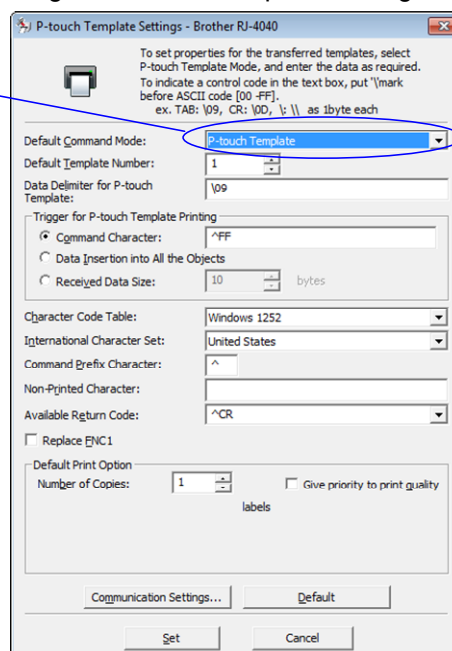 P-touch Template Settings - Brother RJ-4040
To set properties for the transferred templates, select
P-touch Template Mode, and enter the data as required.
To indicate a control code in the text box, put '\'mark
before ASCII code [00 -FF].
ex. TAB: \09, CR: \0D, \; \\ as 1byte each
Default Command Mode: P-touch Template
Default Template Number: 1
Data Delimiter for P-touch
Template: \09
Trigger for P-touch Template Printing
Command Character: ^FF
Data Insertion into All the Objects
Received Data Size: 10 bytes
Character Code Table: Windows 1252
International Character Set: United States
Command Prefix Character: ^
Non-Printed Character:
Available Return Code: ^CR
Replace FNC1
Default Print Option
Number of Copies: 1 Give priority to print quality
labels
Communication Settings... Default
Set Cancel